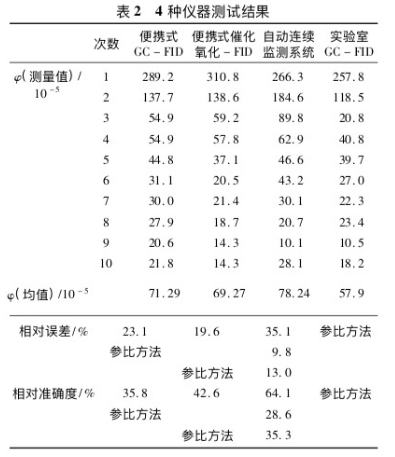 表 2 4 种仪器测试结果
次数 便携式 GC - FID 便携式催化氧化 - FID 自动连续监测系统 实验室 GC - FID
φ( 测量值) / 10⁻⁵ 1 289.2 310.8 266.3 257.8
2 137.7 138.6 184.6 118.5
3 54.9 59.2 89.8 20.8
4 54.9 57.8 62.9 40.8
5 44.8 37.1 46.6 39.7
6 31.1 20.5 43.2 27.0
7 30.0 21.4 30.1 22.3
8 27.9 18.7 20.7 23.4
9 20.6 14.3 10.1 10.5
10 21.8 14.3 28.1 18.2
φ(均值) /10⁻⁵ 71.29 69.27 78.24 57.9
相对误差/% 23.1 19.6 35.1 参比方法
参比方法 9.8
参比方法 13.0
相对准确度/% 35.8 42.6 64.1 参比方法
参比方法 28.6
参比方法 35.3